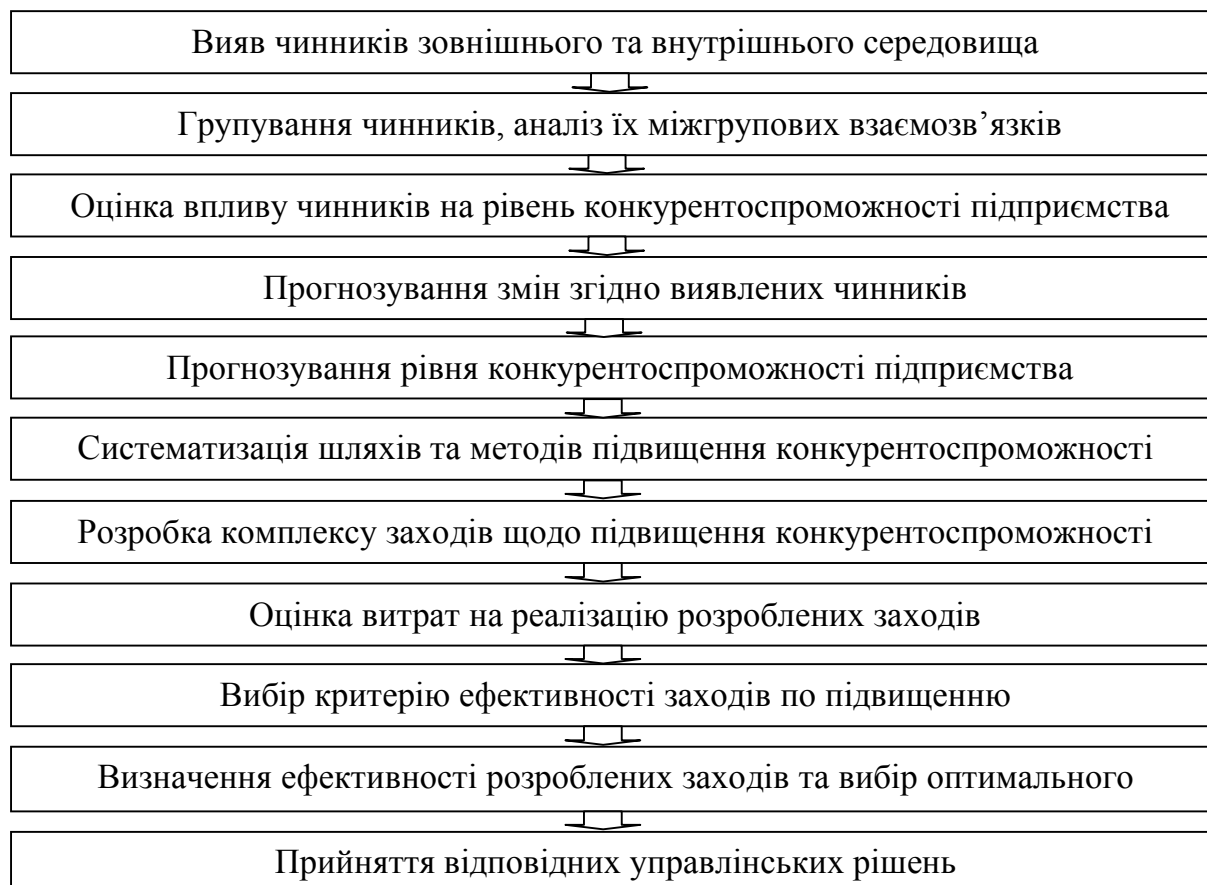 Вияв чинників зовнішнього та внутрішнього середовища
Групування чинників, аналіз їх міжгрупових взаємозв’язків
Оцінка впливу чинників на рівень конкурентоспроможності підприємства
Прогнозування змін згідно виявлених чинників
Прогнозування рівня конкурентоспроможності підприємства
Систематизація шляхів та методів підвищення конкурентоспроможності
Розробка комплексу заходів щодо підвищення конкурентоспроможності
Оцінка витрат на реалізацію розроблених заходів
Вибір критерію ефективності заходів по підвищенню
Визначення ефективності розроблених заходів та вибір оптимального
Прийняття відповідних управлінських рішень